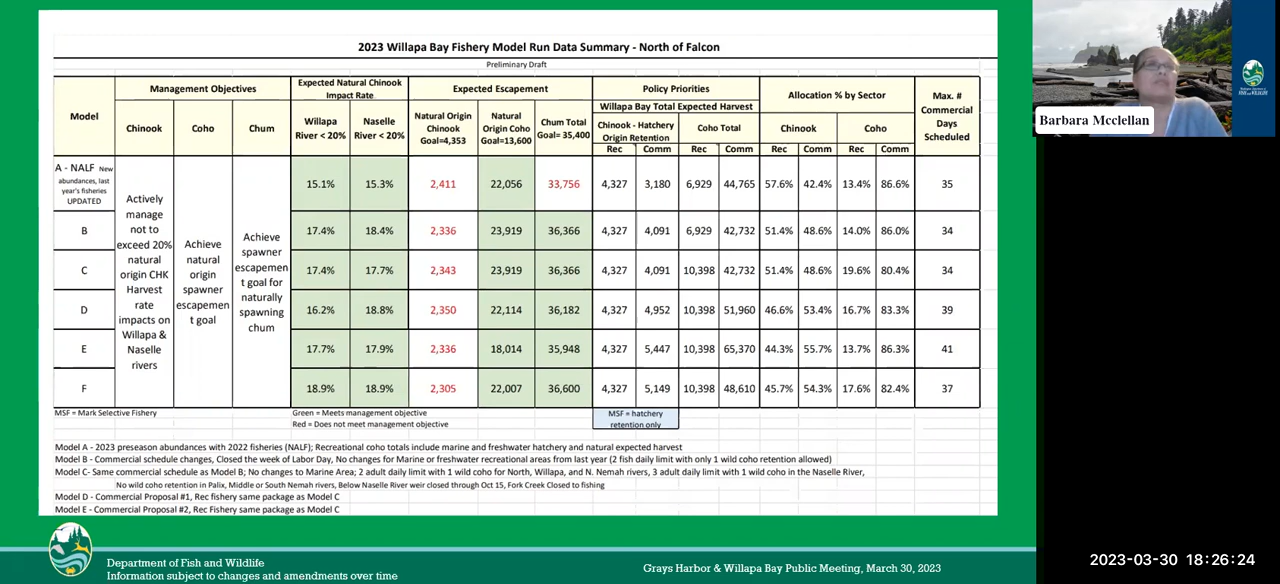 2023 Willapa Bay Fishery Model Run Data Summary - North of Falcon
Preliminary Draft
Model
Management Objectives
Expected Natural Chinook Impact Rate
Expected Escapement
Policy Priorities
Willapa Bay Total Expected Harvest
Allocation % by Sector
Max. # Commercial Days Scheduled
Chinook Coho Chum
Willapa River < 20% Naselle River < 20%
Natural Origin Chinook Goal=4,353 Natural Origin Coho Goal=13,600 Chum Total Goal= 35,400
Chinook - Hatchery Origin Retention Coho Total
Chinook Coho
Rec Comm Rec Comm Rec Comm Rec Comm
Actively manage not to exceed 20% natural origin CHK Harvest rate impacts on Willapa & Naselle rivers
Achieve natural origin spawner escapemen t goal
Achieve spawner escapemen t goal for naturally spawning chum
A - NALF New abundances, last year's fisheries UPDATED 15.1% 15.3% 2,411 22,056 33,756 4,327 3,180 6,929 44,765 57.6% 42.4% 13.4% 86.6% 35
B 17.4% 18.4% 2,336 23,919 36,366 4,327 4,091 6,929 42,732 51.4% 48.6% 14.0% 86.0% 34
C 17.4% 17.7% 2,343 23,919 36,366 4,327 4,091 10,398 42,732 51.4% 48.6% 19.6% 80.4% 34
D 16.2% 18.8% 2,350 22,114 36,182 4,327 4,952 10,398 51,960 46.6% 53.4% 16.7% 83.3% 39
E 17.7% 17.9% 2,336 18,014 35,948 4,327 5,447 10,398 65,370 44.3% 55.7% 13.7% 86.3% 41
F 18.9% 18.9% 2,305 22,007 36,600 4,327 5,149 10,398 48,610 45.7% 54.3% 17.6% 82.4% 37
MSF = Mark Selective Fishery
Green = Meets management objective
Red = Does not meet management objective
MSF = hatchery
retention only
Model A - 2023 preseason abundances with 2022 fisheries (NALF); Recreational coho totals include marine and freshwater hatchery and natural expected harvest
Model B - Commercial schedule changes, Closed the week of Labor Day, No changes for Marine or freshwater recreational areas from last year (2 fish daily limit with only 1 wild coho retention allowed)
Model C- Same commercial schedule as Model B; No changes to Marine Area; 2 adult daily limit with 1 wild coho for North, Willapa, and N. Nemah rivers, 3 adult daily limit with 1 wild coho in the Naselle River,
No wild coho retention in Palix, Middle or South Nemah rivers, Below Naselle River weir closed through Oct 15, Fork Creek Closed to fishing
Model D - Commercial Proposal #1, Rec Fishery same package as Model C
Model E - Commercial Proposal #2, Rec Fishery same package as Model C
Department of Fish and Wildlife
Information subject to changes and amendments over time
Grays Harbor & Willapa Bay Public Meeting, March 30, 2023
Barbara Mcclellan
2023-03-30 18:26:24